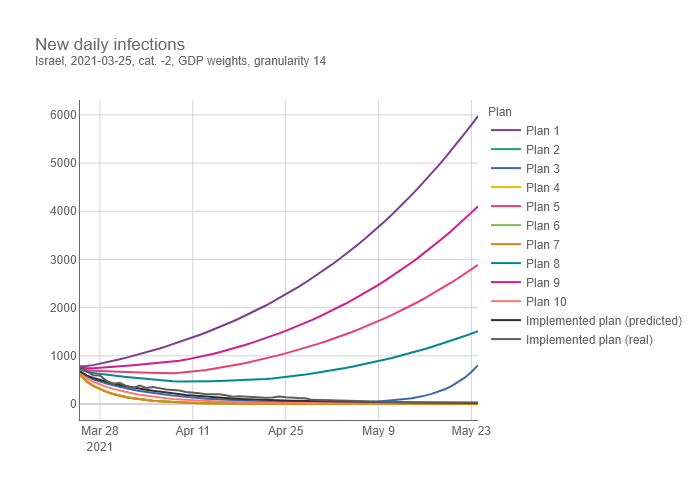 New daily infections
Israel, 2021-03-25, cat. -2, GDP weights, granularity 14
6000
5000
4000
3000
2000
1000
0
Mar 28
2021
Apr 11
Apr 25
May 9
May 23
Plan
Plan 1
Plan 2
Plan 3
Plan 4
Plan 5
Plan 6
Plan 7
Plan 8
Plan 9
Plan 10
Implemented plan (predicted)
Implemented plan (real)